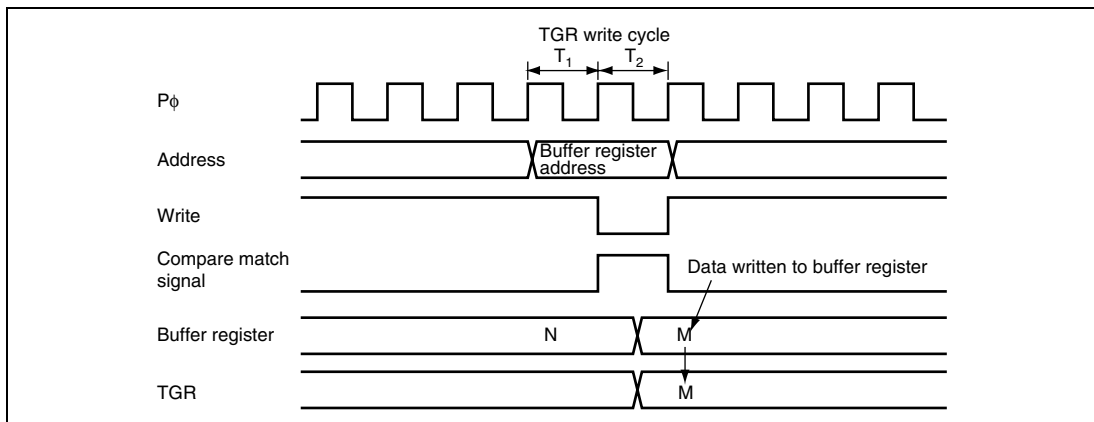 TGR write cycle
T1 T2
Pφ
Address
Buffer register
address
Write
Compare match
signal
Data written to buffer register
Buffer register
N
M
TGR
M